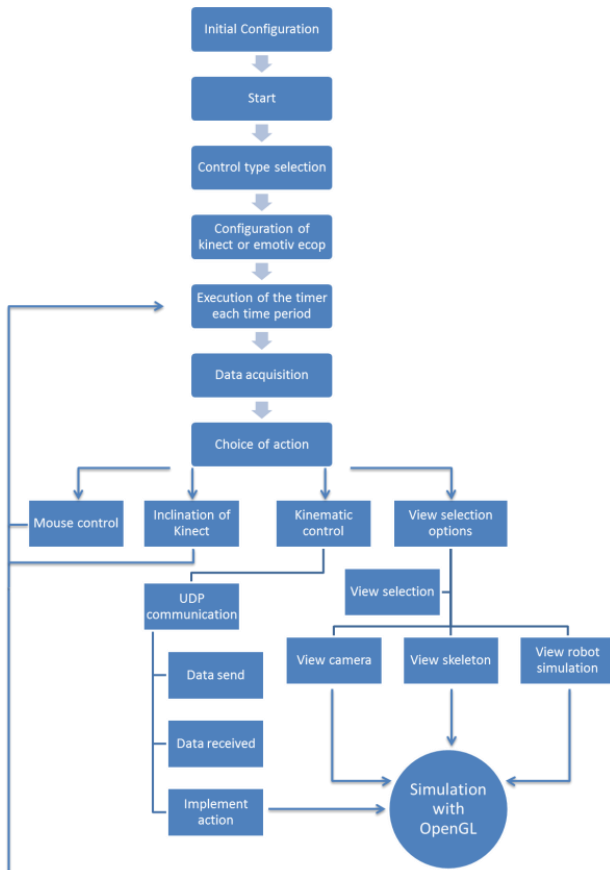 Initial Configuration
Start
Control type selection
Configuration of
kinect or emotiv ecop
Execution of the timer
each time period
Data acquisition
Choice of action
Mouse control
Inclination of
Kinect
Kinematic
control
View selection
options
UDP
communication
View selection
Data send
Data received
Implement
action
View camera
View skeleton
View robot
simulation
Simulation
with
OpenGL